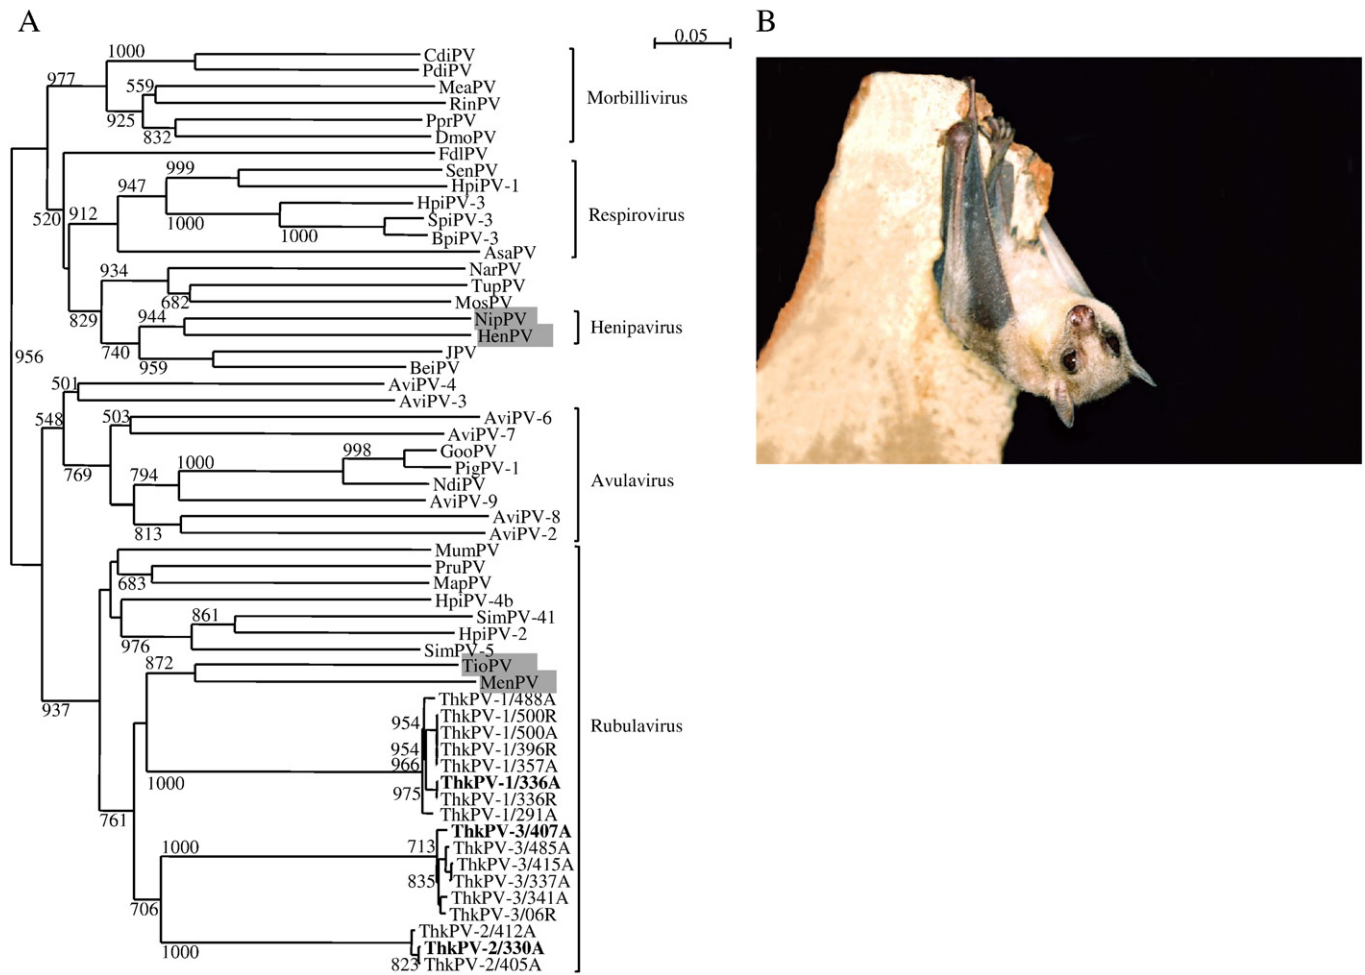 A
B
0.05
1000
CdiPV
PdiPV
977
559
MeaPV
RinPV
Morbillivirus
925
PprPV
832
DmoPV
FdlPV
999
SenPV
947
HpiPV-1
HpiPV-3
520
912
1000
SpiPV-3
Respirovirus
1000
BpiPV-3
AsaPV
934
NarPV
TupPV
682
MosPV
829
944
NipPV
Henipavirus
HenPV
740
JPV
956
959
BeiPV
501
AviPV-4
AviPV-3
548
503
AviPV-6
AviPV-7
998
GooPV
769
794
1000
PigPV-1
NdiPV
Avulavirus
AviPV-9
AviPV-8
813
AviPV-2
MumPV
PruPV
683
MapPV
HpiPV-4b
861
SimPV-41
HpiPV-2
976
SimPV-5
872
TioPV
MenPV
937
ThkPV-1/488A
954
ThkPV-1/500R
ThkPV-1/500A
Rubulavirus
954
ThkPV-1/396R
966
ThkPV-1/357A
1000
ThkPV-1/336A
975
ThkPV-1/336R
ThkPV-1/291A
761
ThkPV-3/407A
1000
713
ThkPV-3/485A
ThkPV-3/415A
835
ThkPV-3/337A
ThkPV-3/341A
706
ThkPV-3/06R
ThkPV-2/412A
1000
ThkPV-2/330A
823
ThkPV-2/405A